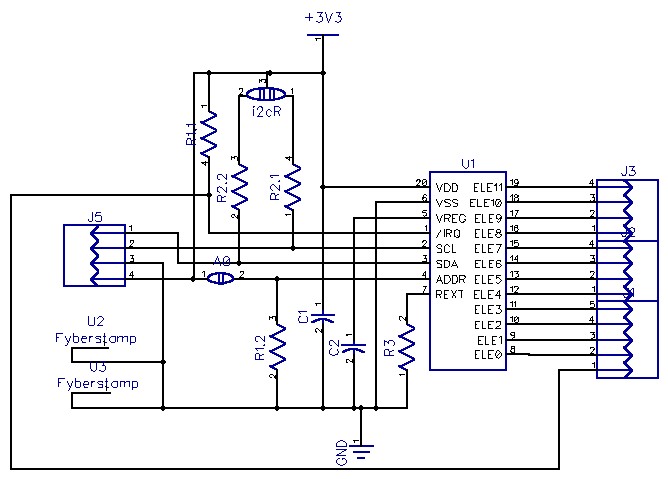 +3V3
1
3
2 1
i2cR
1
R1.1
4
3
R2.2
2
4
R2.1
1
U1
20 VDD ELE11 19
6 VSS ELE10 18
5 VREG ELE9 17
1 /IRQ ELE8 16
2 SCL ELE7 15
3 SDA ELE6 14
4 ADDR ELE5 13
7 REXT ELE4 12
ELE3 11
ELE2 10
ELE1 9
ELE0 8
J3
4
3
2
1
J2
4
3
2
1
J1
5
4
3
2
1
J5
1
2
3
4
A0
1 2
3
R1.2
2
1
C1
2
1
C2
2
2
R3
1
U2
Fyberstamp
U3
Fyberstamp
1
GND